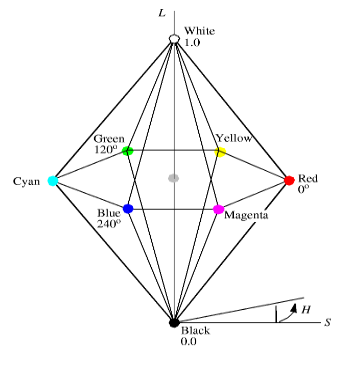 L
White
1.0
Green
120°
Yellow
Cyan
Red
0°
Blue
240°
Magenta
H
S
Black
0.0